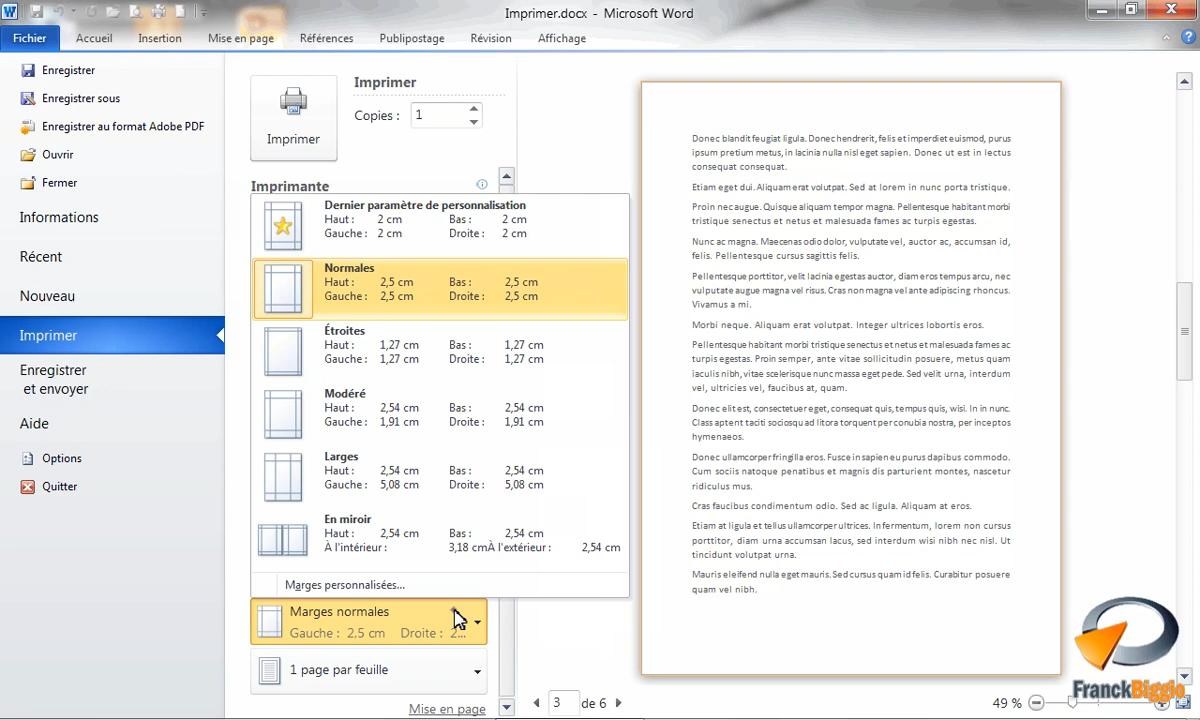 Imprimer.docx - Microsoft Word
Fichier Accueil Insertion Mise en page Références Publipostage Révision Affichage
Enregistrer
Enregistrer sous
Enregistrer au format Adobe PDF
Ouvrir
Fermer
Informations
Récent
Nouveau
Imprimer
Enregistrer
et envoyer
Aide
Options
Quitter
Imprimer
Imprimer
Copies : 1
Imprimante
Dernier paramètre de personnalisation
Haut : 2 cm Bas : 2 cm
Gauche : 2 cm Droite : 2 cm
Normales
Haut : 2,5 cm Bas : 2,5 cm
Gauche : 2,5 cm Droite : 2,5 cm
Étroites
Haut : 1,27 cm Bas : 1,27 cm
Gauche : 1,27 cm Droite : 1,27 cm
Modéré
Haut : 2,54 cm Bas : 2,54 cm
Gauche : 1,91 cm Droite : 1,91 cm
Larges
Haut : 2,54 cm Bas : 2,54 cm
Gauche : 5,08 cm Droite : 5,08 cm
En miroir
Haut : 2,54 cm Bas : 2,54 cm
À l'intérieur : 3,18 cm À l'extérieur : 2,54 cm
Marges personnalisées...
Marges normales
Gauche : 2,5 cm Droite : 2...
1 page par feuille
Mise en page
Donec blandit feugiat ligula. Donec hendrerit, felis et imperdiet euismod, purus
ipsum pretium metus, in lacinia nulla nisl eget sapien. Donec ut est in lectus
consequat consequat.
Etiam eget dui. Aliquam erat volutpat. Sed at lorem in nunc porta tristique.
Proin nec augue. Quisque aliquam tempor magna. Pellentesque habitant morbi
tristique senectus et netus et malesuada fames ac turpis egestas.
Nunc ac magna. Maecenas odio dolor, vulputate vel, auctor ac, accumsan id,
felis. Pellentesque cursus sagittis felis.
Pellentesque porttitor, velit lacinia egestas auctor, diam eros tempus arcu, nec
vulputate augue magna vel risus. Cras non magna vel ante adipiscing rhoncus.
Vivamus a mi.
Morbi neque. Aliquam erat volutpat. Integer ultrices lobortis eros.
Pellentesque habitant morbi tristique senectus et netus et malesuada fames ac
turpis egestas. Proin semper, ante vitae sollicitudin posuere, metus quam
iaculis nibh, vitae scelerisque nunc massa eget pede. Sed velit urna, interdum
vel, ultricies vel, faucibus at, quam.
Donec elit est, consectetuer eget, consequat quis, tempus quis, wisi. In in nunc.
Class aptent taciti sociosqu ad litora torquent per conubia nostra, per inceptos
hymenaeos.
Donec ullamcorper fringilla eros. Fusce in sapien eu purus dapibus commodo.
Cum sociis natoque penatibus et magnis dis parturient montes, nascetur
ridiculus mus.
Cras faucibus condimentum odio. Sed ac ligula. Aliquam at eros.
Etiam at ligula et tellus ullamcorper ultrices. In fermentum, lorem non cursus
porttitor, diam urna accumsan lacus, sed interdum wisi nibh nec nisl. Ut
tincidunt volutpat urna.
Mauris eleifend nulla eget mauris. Sed cursus quam id felis. Curabitur posuere
quam vel nibh.
3 de 6
49 %
FranckBiggio